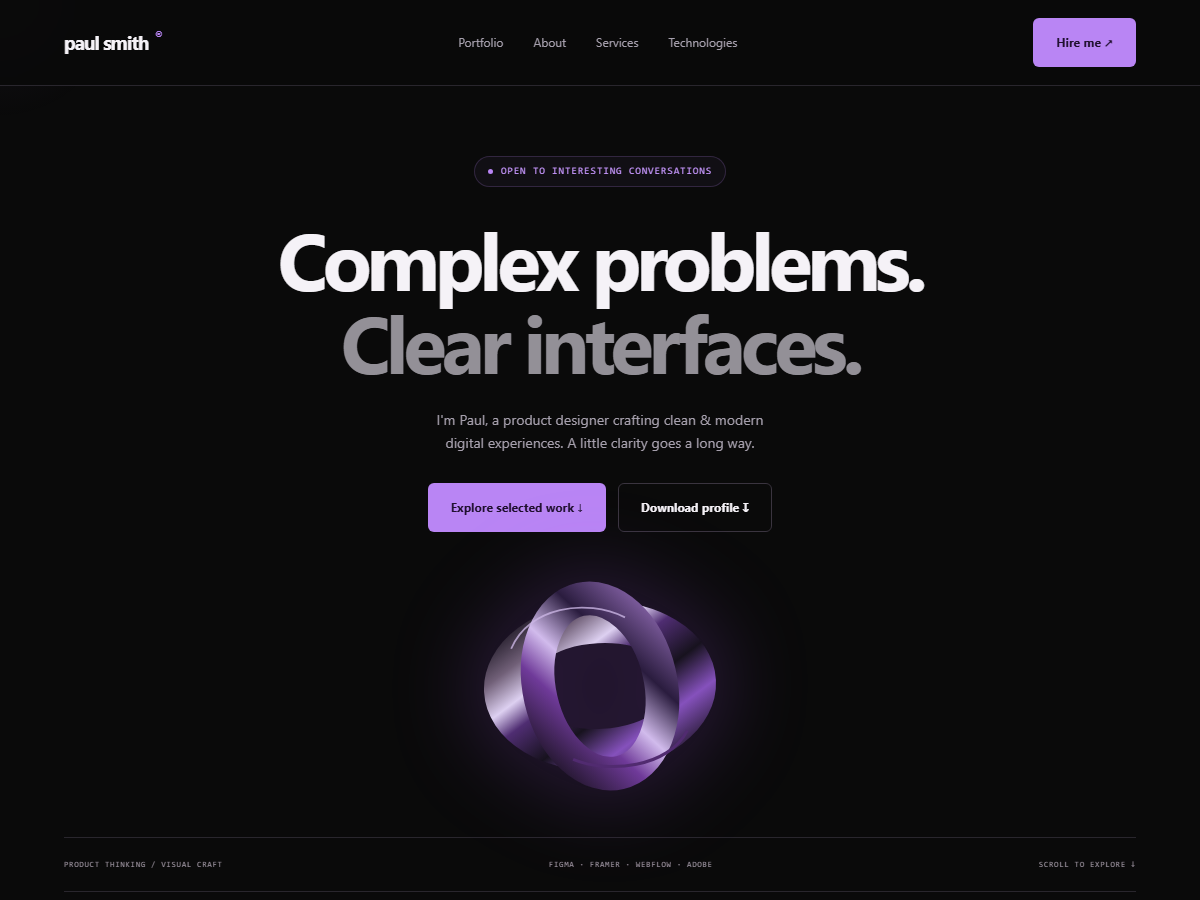 paul smith ®
Portfolio
About
Services
Technologies
Hire me ↗
OPEN TO INTERESTING CONVERSATIONS
Complex problems.
Clear interfaces.
I'm Paul, a product designer crafting clean & modern
digital experiences. A little clarity goes a long way.
Explore selected work ↓
Download profile ↧
PRODUCT THINKING / VISUAL CRAFT
FIGMA · FRAMER · WEBFLOW · ADOBE
SCROLL TO EXPLORE ↓